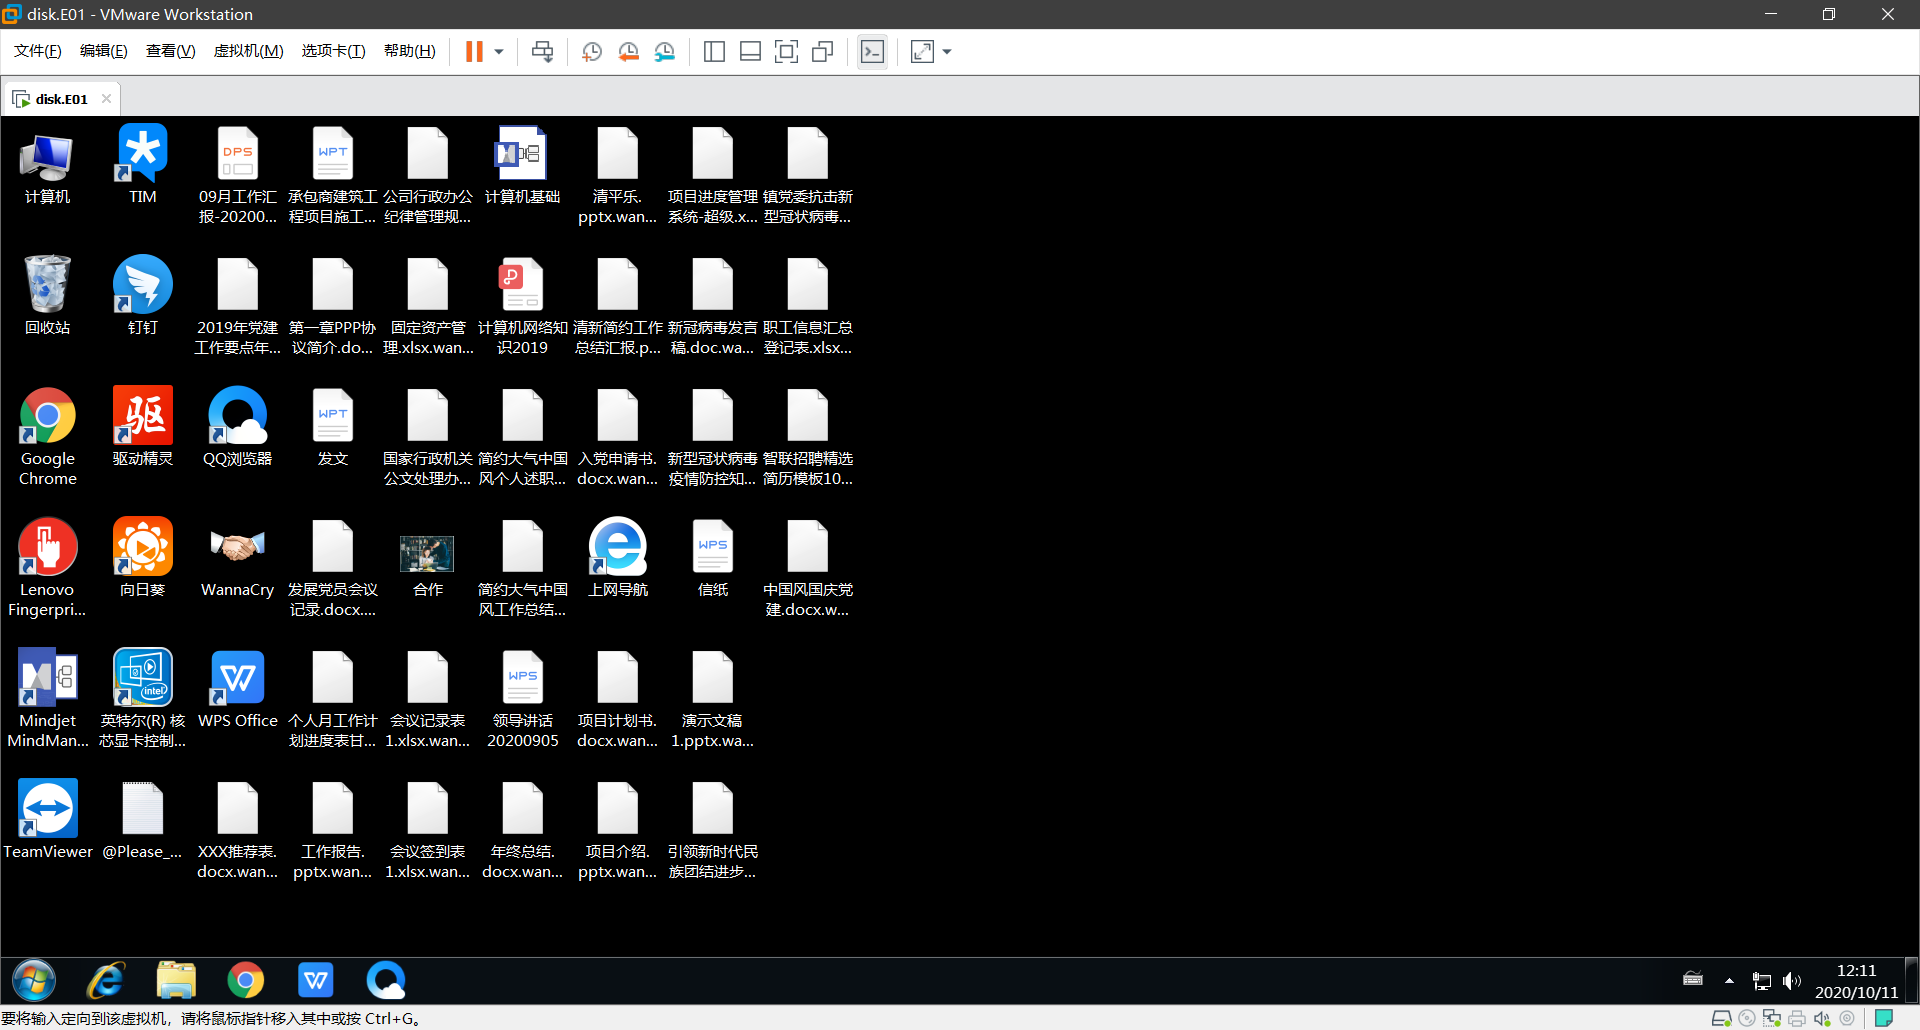 disk.E01 - VMware Workstation
文件(F) 编辑(E) 查看(V) 虚拟机(M) 选项卡(T) 帮助(H)
disk.E01
计算机
TIM
DPS
09月工作汇
报-20200...
WPT
承包商建筑工
程项目施工...
公司行政办公
纪律管理规...
计算机基础
清平乐.
pptx.wan...
项目进度管理
系统-超级.x...
镇党委抗击新
型冠状病毒...
回收站
钉钉
2019年党建
工作要点年...
第一章PPP协
议简介.do...
固定资产管
理.xlsx.wan...
计算机网络知
识2019
清新简约工作
总结汇报.p...
新冠病毒发言
稿.doc.wa...
职工信息汇总
登记表.xlsx...
Google
Chrome
驱
驱动精灵
QQ浏览器
WPT
发文
国家行政机关
公文处理办...
简约大气中国
风个人述职...
入党申请书.
docx.wan...
新型冠状病毒
疫情防控知...
智联招聘精选
简历模板10...
Lenovo
Fingerpri...
向日葵
WannaCry
发展党员会议
记录.docx....
合作
简约大气中国
风工作总结...
上网导航
WPS
信纸
中国风国庆党
建.docx.w...
Mindjet
MindMan...
intel
英特尔(R) 核
芯显卡控制...
WPS Office
个人月工作计
划进度表甘...
会议记录表
1.xlsx.wan...
WPS
领导讲话
20200905
项目计划书.
docx.wan...
演示文稿
1.pptx.wa...
TeamViewer
@Please_...
XXX推荐表.
docx.wan...
工作报告.
pptx.wan...
会议签到表
1.xlsx.wan...
年终总结.
docx.wan...
项目介绍.
pptx.wan...
引领新时代民
族团结进步...
12:11
2020/10/11
要将输入定向到该虚拟机，请将鼠标指针移入其中或按 Ctrl+G。